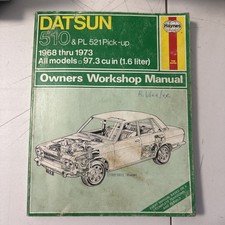 DATSUN
Haynes
510 & PL 521 Pick-up
1968 thru 1973
All models □ 97.3 cu in (1.6 liter)
Owners Workshop Manual